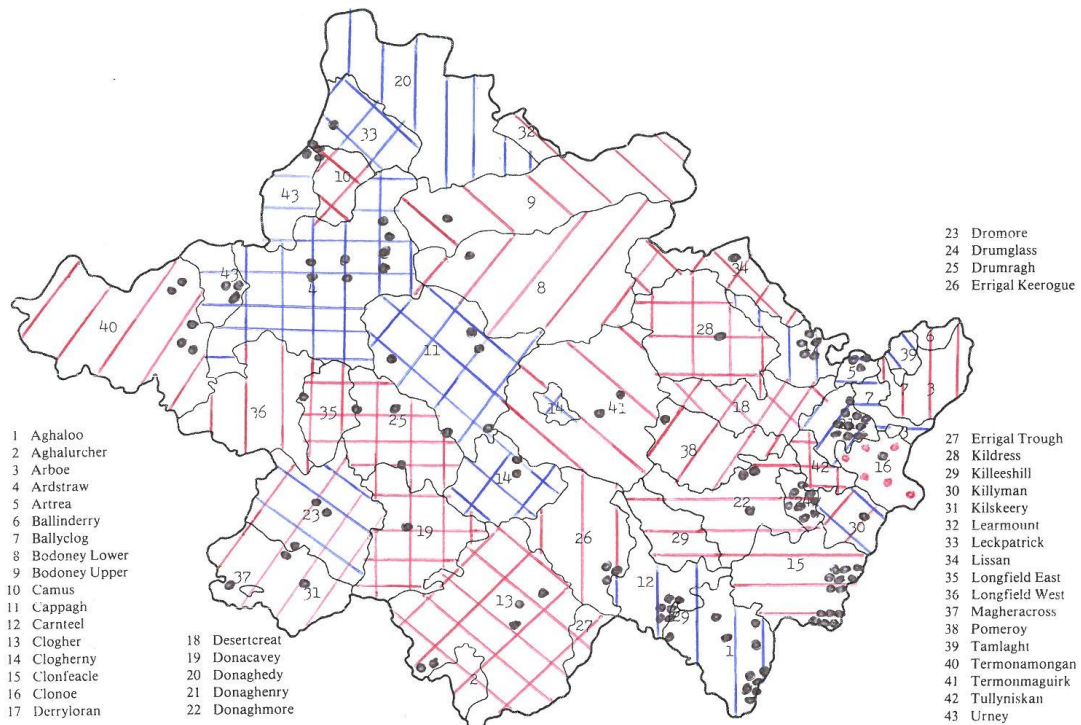 20
33
32
10
43
9
23 Dromore
24 Drumglass
25 Drumragh
26 Errigal Keerogue
34
43
4
8
40
28
6
11
5
39
3
7
7
14
41
18
36
35
25
38
16
42
14
22
23
30
19
26
29
15
37
31
12
13
27
29
1
2
1 Aghaloo
2 Aghalurcher
3 Arboe
4 Ardstraw
5 Artrea
6 Ballinderry
7 Ballyclog
8 Bodoney Lower
9 Bodoney Upper
10 Camus
11 Cappagh
12 Carnteel
13 Clogher
14 Clogherny
15 Clonfeacle
16 Clonoe
17 Derryloran
18 Desertcreat
19 Donacavey
20 Donaghedy
21 Donaghenry
22 Donaghmore
27 Errigal Trough
28 Kildress
29 Killeeshill
30 Killyman
31 Kilskeery
32 Learmount
33 Leckpatrick
34 Lissan
35 Longfield East
36 Longfield West
37 Magheracross
38 Pomeroy
39 Tamlaght
40 Termonamongan
41 Termonmaguirk
42 Tullyniskan
43 Urney